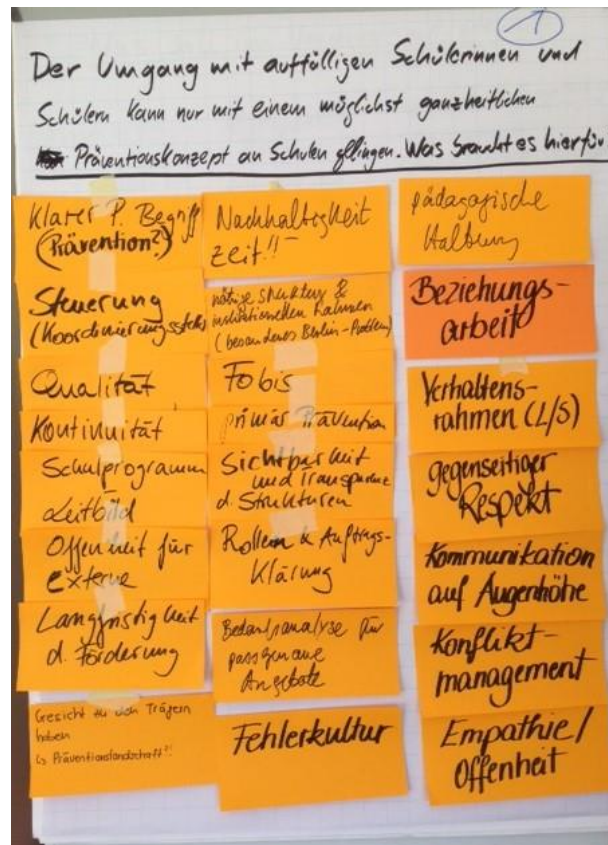 1
Der Umgang mit auffälligen Schülerinnen und
Schülern kann nur mit einem möglichst ganzheitlichen
Präventionskonzept an Schulen gelingen. Was braucht es hierfür
Klarer P. Begriff
(Prävention?)
Steuerung
(Koordinierungsstelle)
Qualität
Kontinuität
Schulprogramm
Leitbild
Offenheit für
externe
Langfristigkeit
d. Förderung
Gesicht zu den Trägern
haben
↳ Präventionslandschaft?!
Nachhaltigkeit
Zeit!!
nötige Struktur &
institutionellen Rahmen
(besonderes Berlin-Problem)
Fobis
primär Prävention
Sichtbarkeit
und Transparenz
d. Strukturen
Rollen & Auftrags-
Klärung
Bedarfsanalyse für
passgenaue
Angebote
Fehlerkultur
pädagogische
Haltung
Beziehungs-
arbeit
Verhaltens-
rahmen (L/S)
gegenseitiger
Respekt
Kommunikation
auf Augenhöhe
Konflikt-
management
Empathie/
Offenheit